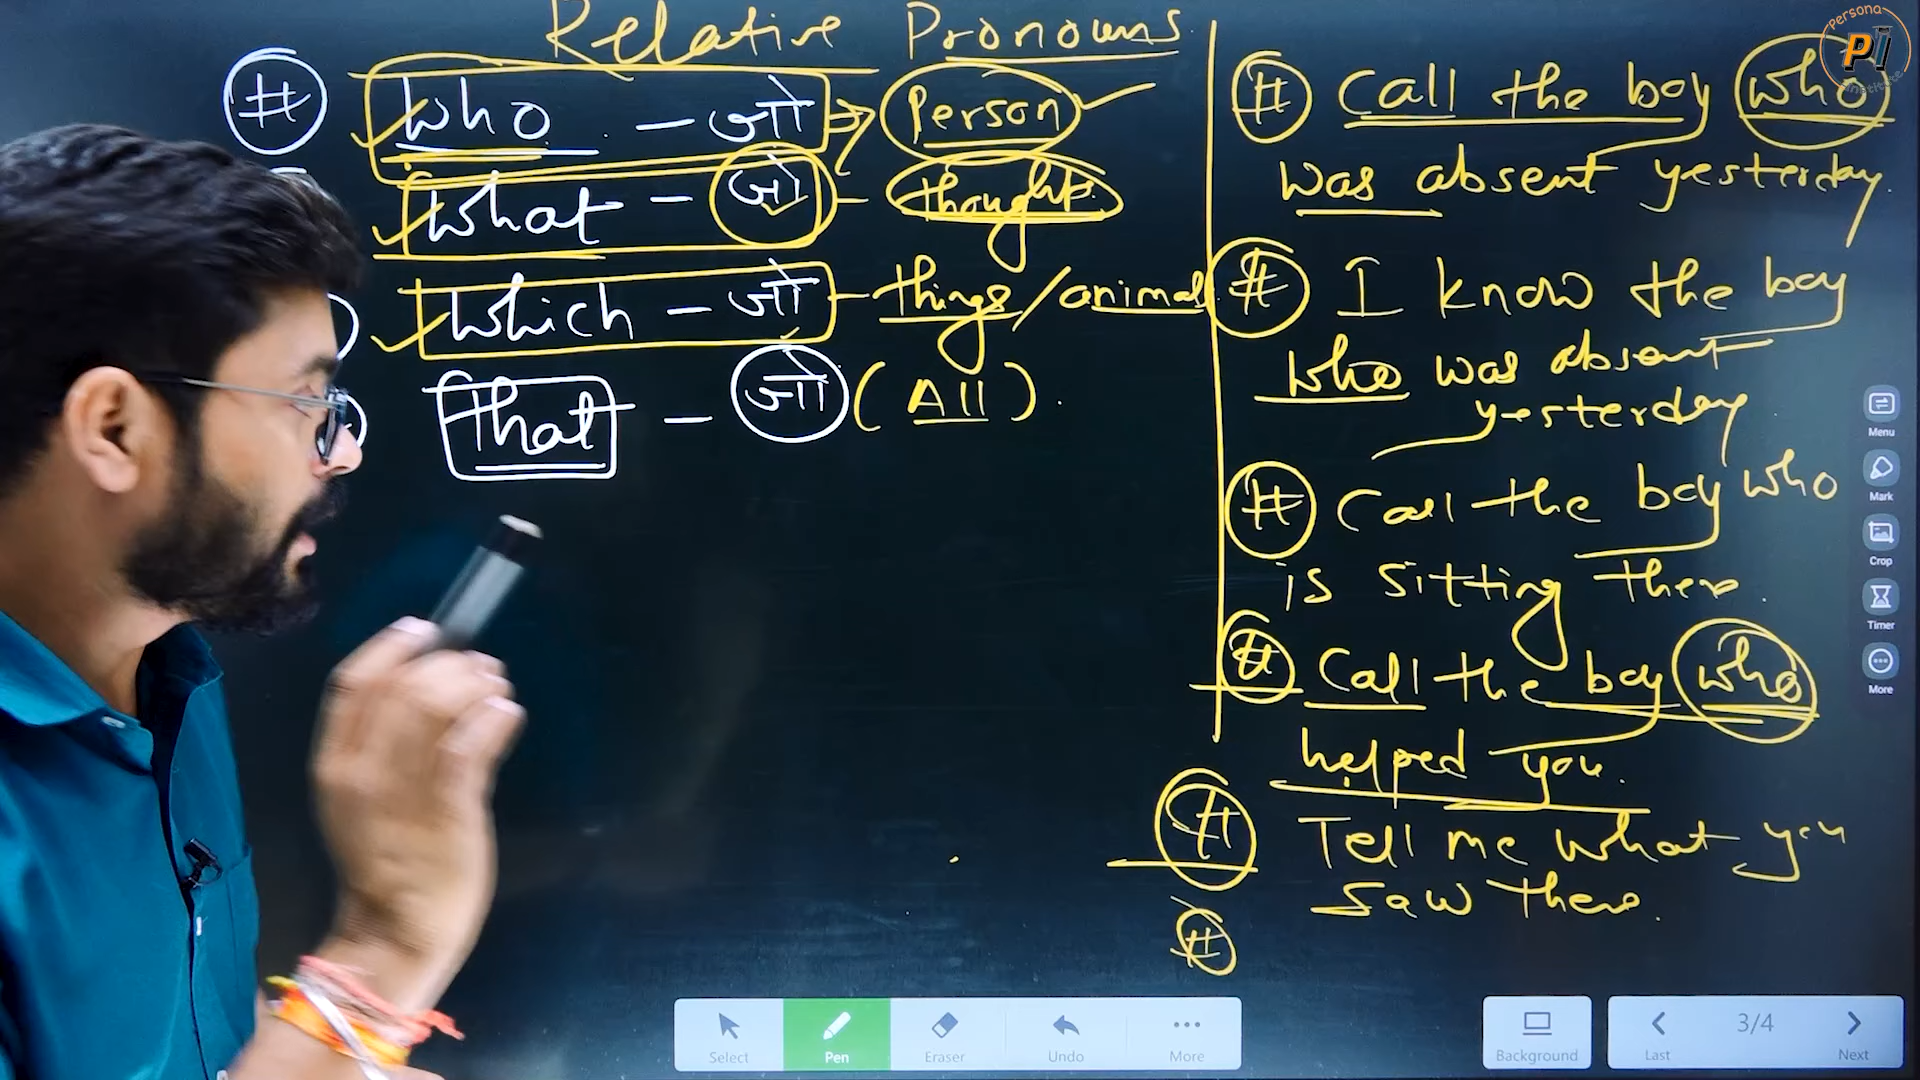 Relative Pronouns
# Who - जो => Person
What - जो - thought
Which - जो - things/animal
That - जो (All).
# Call the boy who
was absent yesterday.
# I know the boy
who was absent
yesterday.
# Call the boy who
is sitting there.
# Call the boy who
helped you.
# Tell me what you
saw there.
#
Persona
PI
institute
Menu
Mark
Crop
Timer
More
Select
Pen
Eraser
Undo
More
Background
Last
3/4
Next